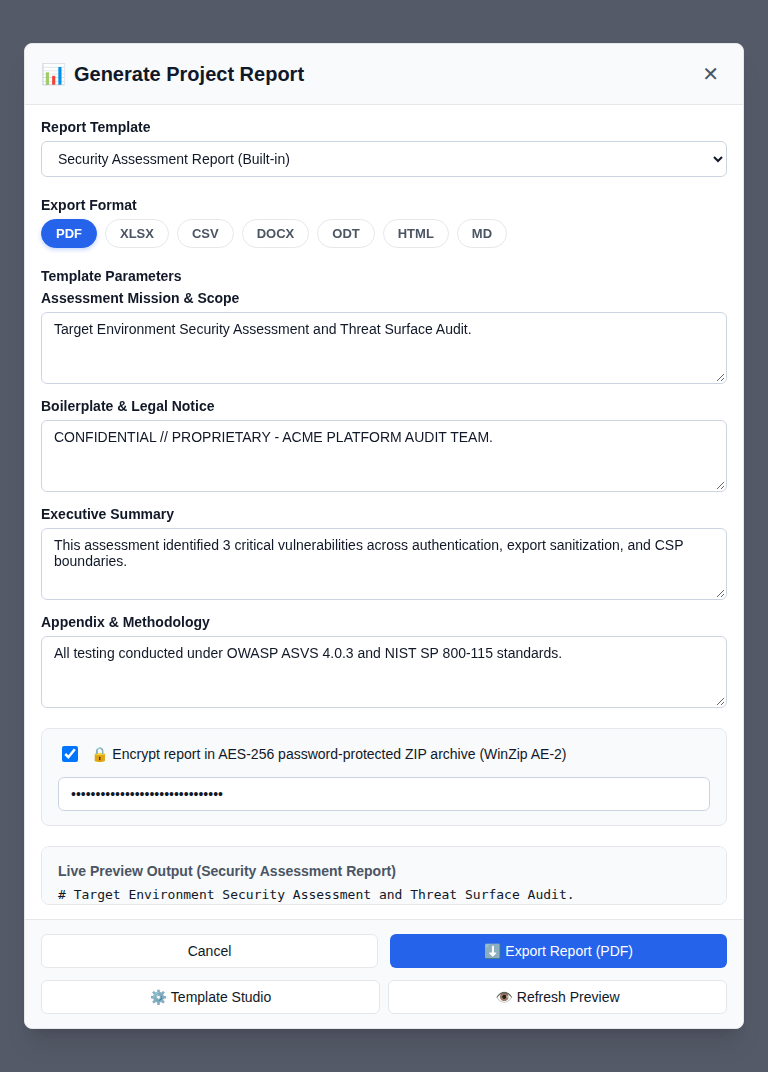 📊 Generate Project Report ✕
Report Template
Security Assessment Report (Built-in)
Export Format
PDF XLSX CSV DOCX ODT HTML MD
Template Parameters
Assessment Mission & Scope
Target Environment Security Assessment and Threat Surface Audit.
Boilerplate & Legal Notice
CONFIDENTIAL // PROPRIETARY - ACME PLATFORM AUDIT TEAM.
Executive Summary
This assessment identified 3 critical vulnerabilities across authentication, export sanitization, and CSP
boundaries.
Appendix & Methodology
All testing conducted under OWASP ASVS 4.0.3 and NIST SP 800-115 standards.
🔒 Encrypt report in AES-256 password-protected ZIP archive (WinZip AE-2)
•••••••••••••••••••••••••••••••
Live Preview Output (Security Assessment Report)
# Target Environment Security Assessment and Threat Surface Audit.
Cancel ⬇️ Export Report (PDF)
⚙️ Template Studio 👁️ Refresh Preview